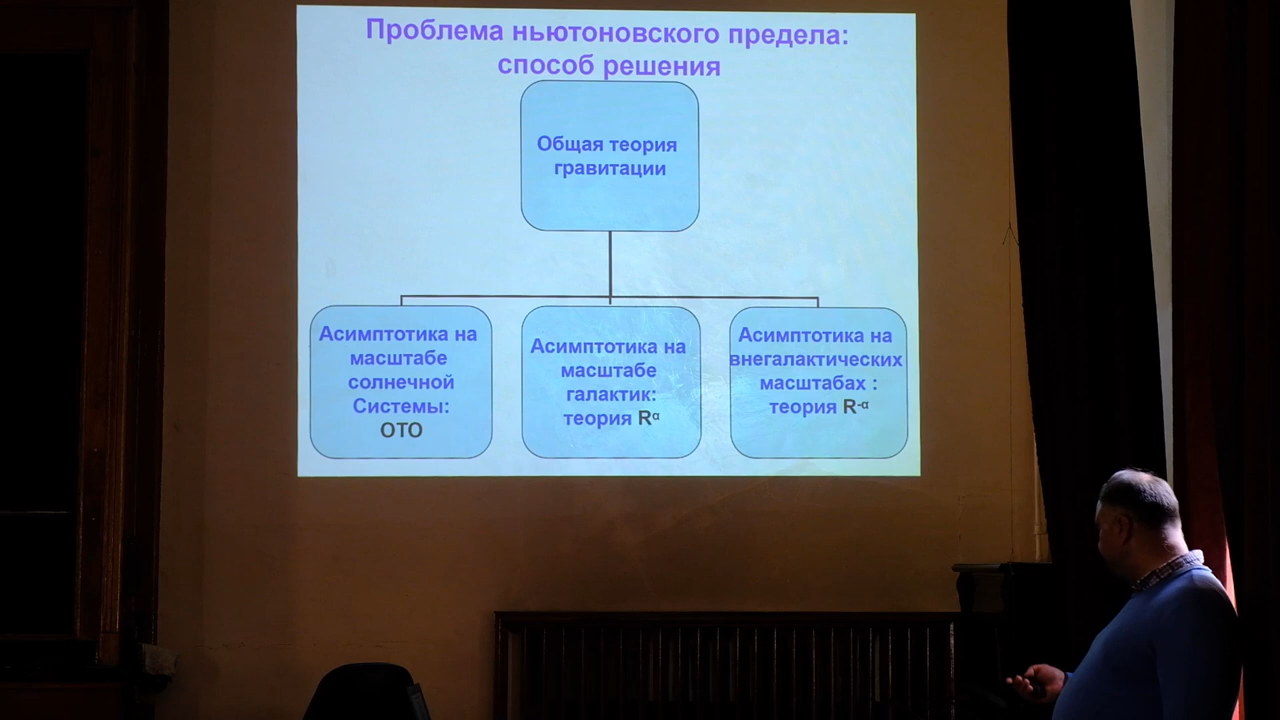 Проблема ньютоновского предела:
способ решения
Общая теория
гравитации
Асимптотика на
масштабе
солнечной
Системы:
ОТО
Асимптотика на
масштабе
галактик:
теория Rα
Асимптотика на
внегалактических
масштабах :
теория R-α